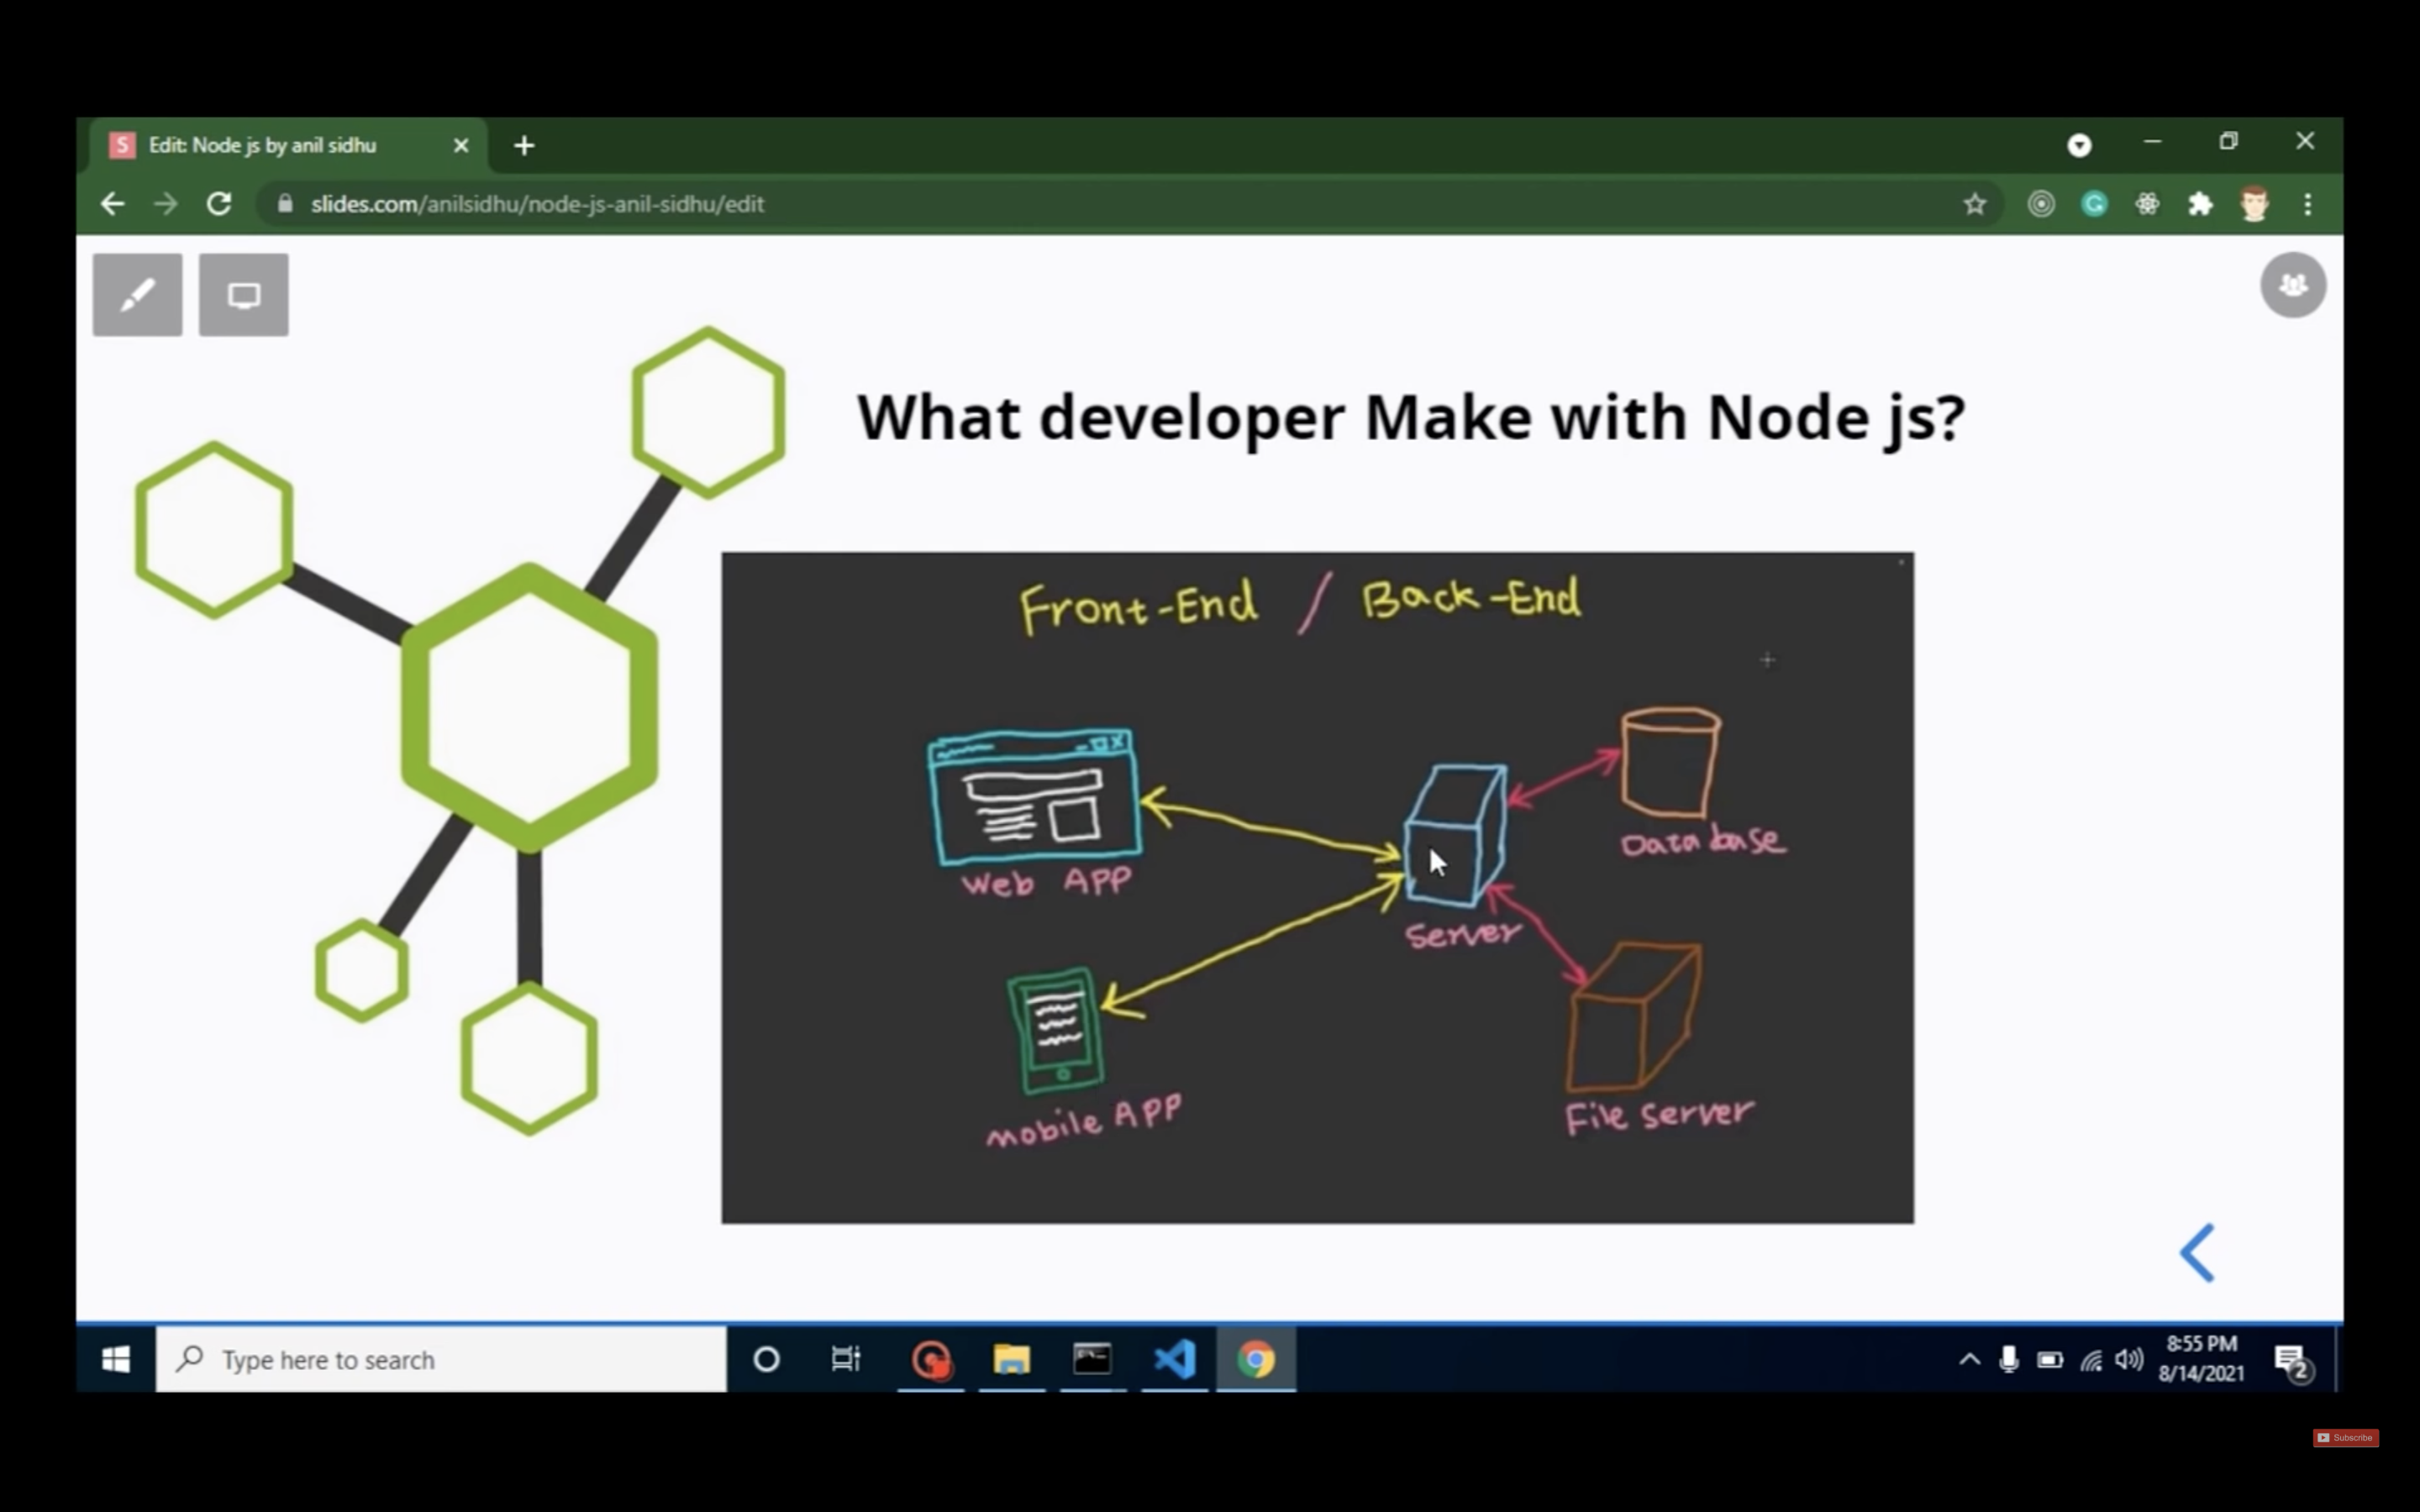 Edit: Node js by anil sidhu
slides.com/anilsidhu/node-js-anil-sidhu/edit
What developer Make with Node js?
Front-End / Back-End
Web APP
Server
Database
mobile APP
File Server
Type here to search
8:55 PM
8/14/2021
2
Subscribe